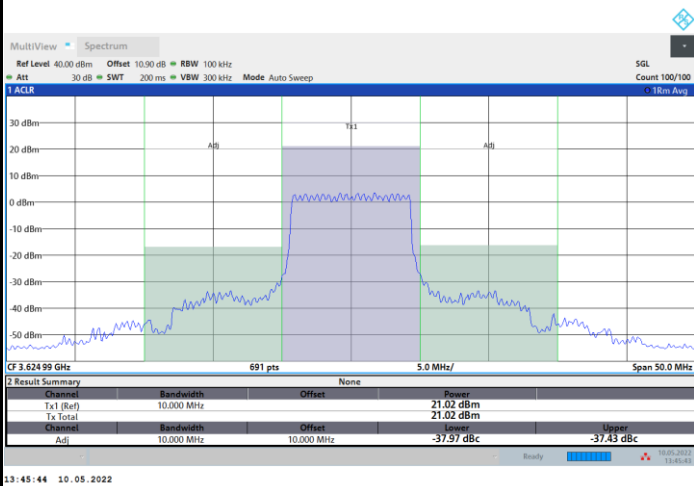 MultiView Spectrum
Ref Level 40.00 dBm Offset 10.90 dB RBW 100 kHz SGL
Att 30 dB SWT 200 ms VBW 300 kHz Mode Auto Sweep Count 100/100
1 ACLR 1Rm Avg
30 dBm
Tx1
20 dBm
Adj Adj
10 dBm
0 dBm
-10 dBm
-20 dBm
-30 dBm
-40 dBm
-50 dBm
CF 3.62499 GHz 691 pts 5.0 MHz/ Span 50.0 MHz
2 Result Summary None
Channel Bandwidth Offset Power
Tx1 (Ref) 10.000 MHz 21.02 dBm
Tx Total 21.02 dBm
Channel Bandwidth Offset Lower Upper
Adj 10.000 MHz 10.000 MHz -37.97 dBc -37.43 dBc
Ready 10.05.2022
13:45:43
13:45:44 10.05.2022